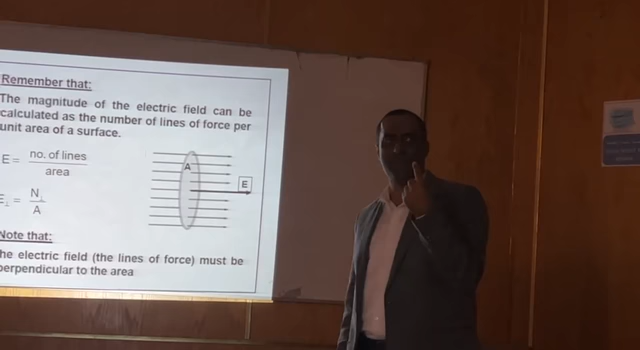 Remember that:
The magnitude of the electric field can be
calculated as the number of lines of force per
unit area of a surface.
E = no. of lines
area
A
E
E⊥ = N⊥
A
Note that:
he electric field (the lines of force) must be
perpendicular to the area